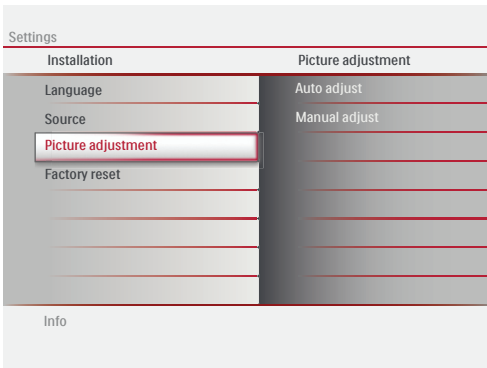 Settings
Installation
Picture adjustment
Language
Auto adjust
Source
Manual adjust
Picture adjustment
Factory reset
Info